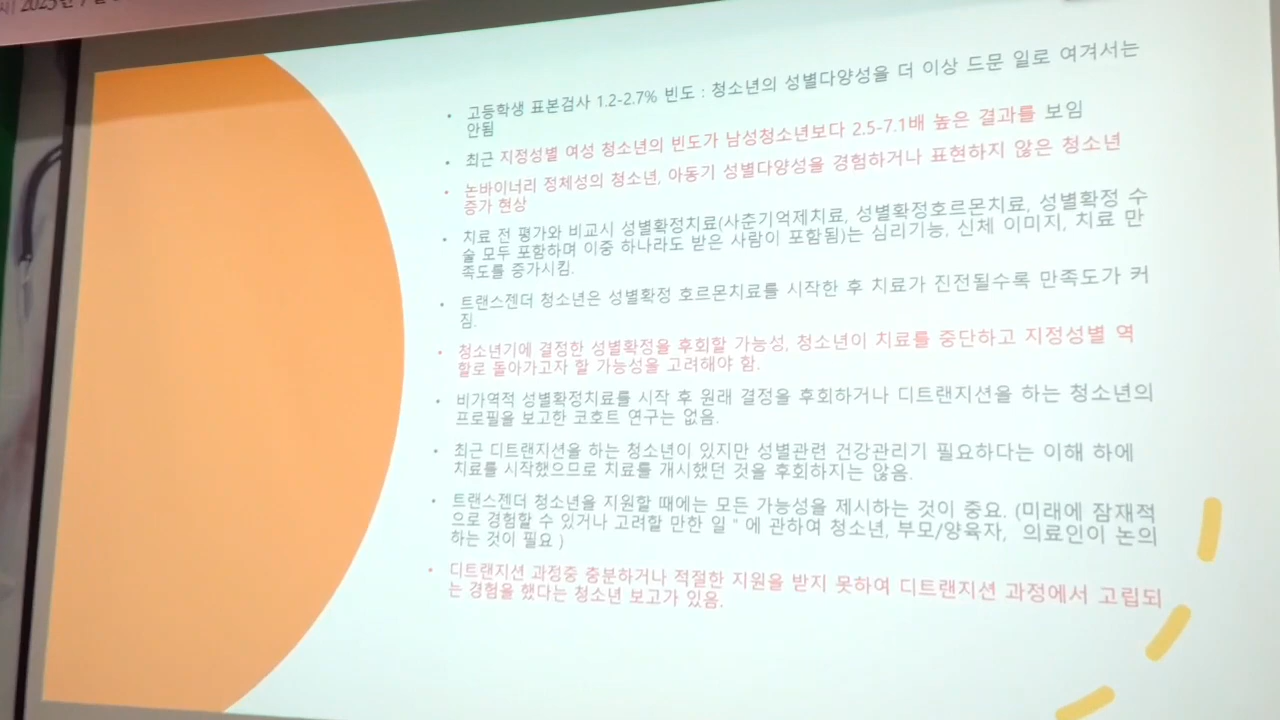 2023년
• 고등학생 표본검사 1.2-2.7% 빈도 : 청소년의 성별다양성을 더 이상 드문 일로 여겨서는
안됨
• 최근 지정성별 여성 청소년의 빈도가 남성청소년보다 2.5-7.1배 높은 결과를 보임
• 논바이너리 정체성의 청소년, 아동기 성별다양성을 경험하거나 표현하지 않은 청소년
증가 현상
• 치료 전 평가와 비교시 성별확정치료(사춘기억제치료, 성별확정호르몬치료, 성별확정 수
술 모두 포함하며 이중 하나라도 받은 사람이 포함됨)는 심리기능, 신체 이미지, 치료 만
족도를 증가시킴.
• 트랜스젠더 청소년은 성별확정 호르몬치료를 시작한 후 치료가 진전될수록 만족도가 커
짐.
• 청소년기에 결정한 성별확정을 후회할 가능성, 청소년이 치료를 중단하고 지정성별 역
할로 돌아가고자 할 가능성을 고려해야 함.
• 비가역적 성별확정치료를 시작 후 원래 결정을 후회하거나 디트랜지션을 하는 청소년의
프로필을 보고한 코호트 연구는 없음.
• 최근 디트랜지션을 하는 청소년이 있지만 성별관련 건강관리기 필요하다는 이해 하에
치료를 시작했으므로 치료를 개시했던 것을 후회하지는 않음.
• 트랜스젠더 청소년을 지원할 때에는 모든 가능성을 제시하는 것이 중요. (미래에 잠재적
으로 경험할 수 있거나 고려할 만한 일 " 에 관하여 청소년, 부모/양육자, 의료인이 논의
하는 것이 필요 )
• 디트랜지션 과정중 충분하거나 적절한 지원을 받지 못하여 디트랜지션 과정에서 고립되
는 경험을 했다는 청소년 보고가 있음.